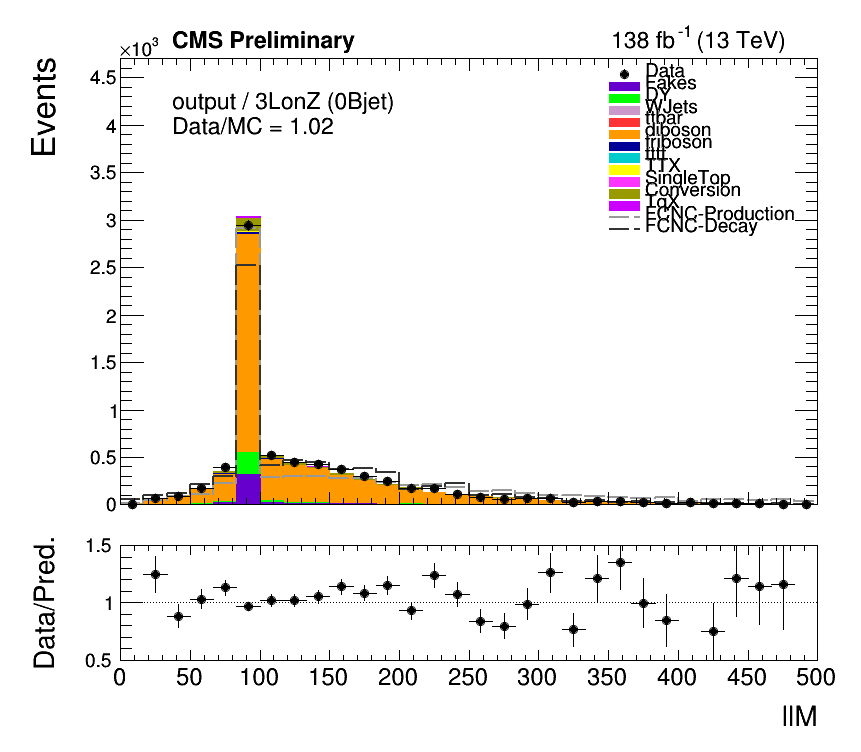 ×10³ CMS Preliminary 138 fb⁻¹ (13 TeV)
Events
output / 3LonZ (0Bjet)
Data/MC = 1.02
Data
Fakes
DY
WJets
ttbar
diboson
triboson
tttt
TTX
SingleTop
Conversion
TqX
FCNC-Production
FCNC-Decay
4.5
4
3.5
3
2.5
2
1.5
1
0.5
0
Data/Pred.
1.5
1
0.5
0 50 100 150 200 250 300 350 400 450 500
llM